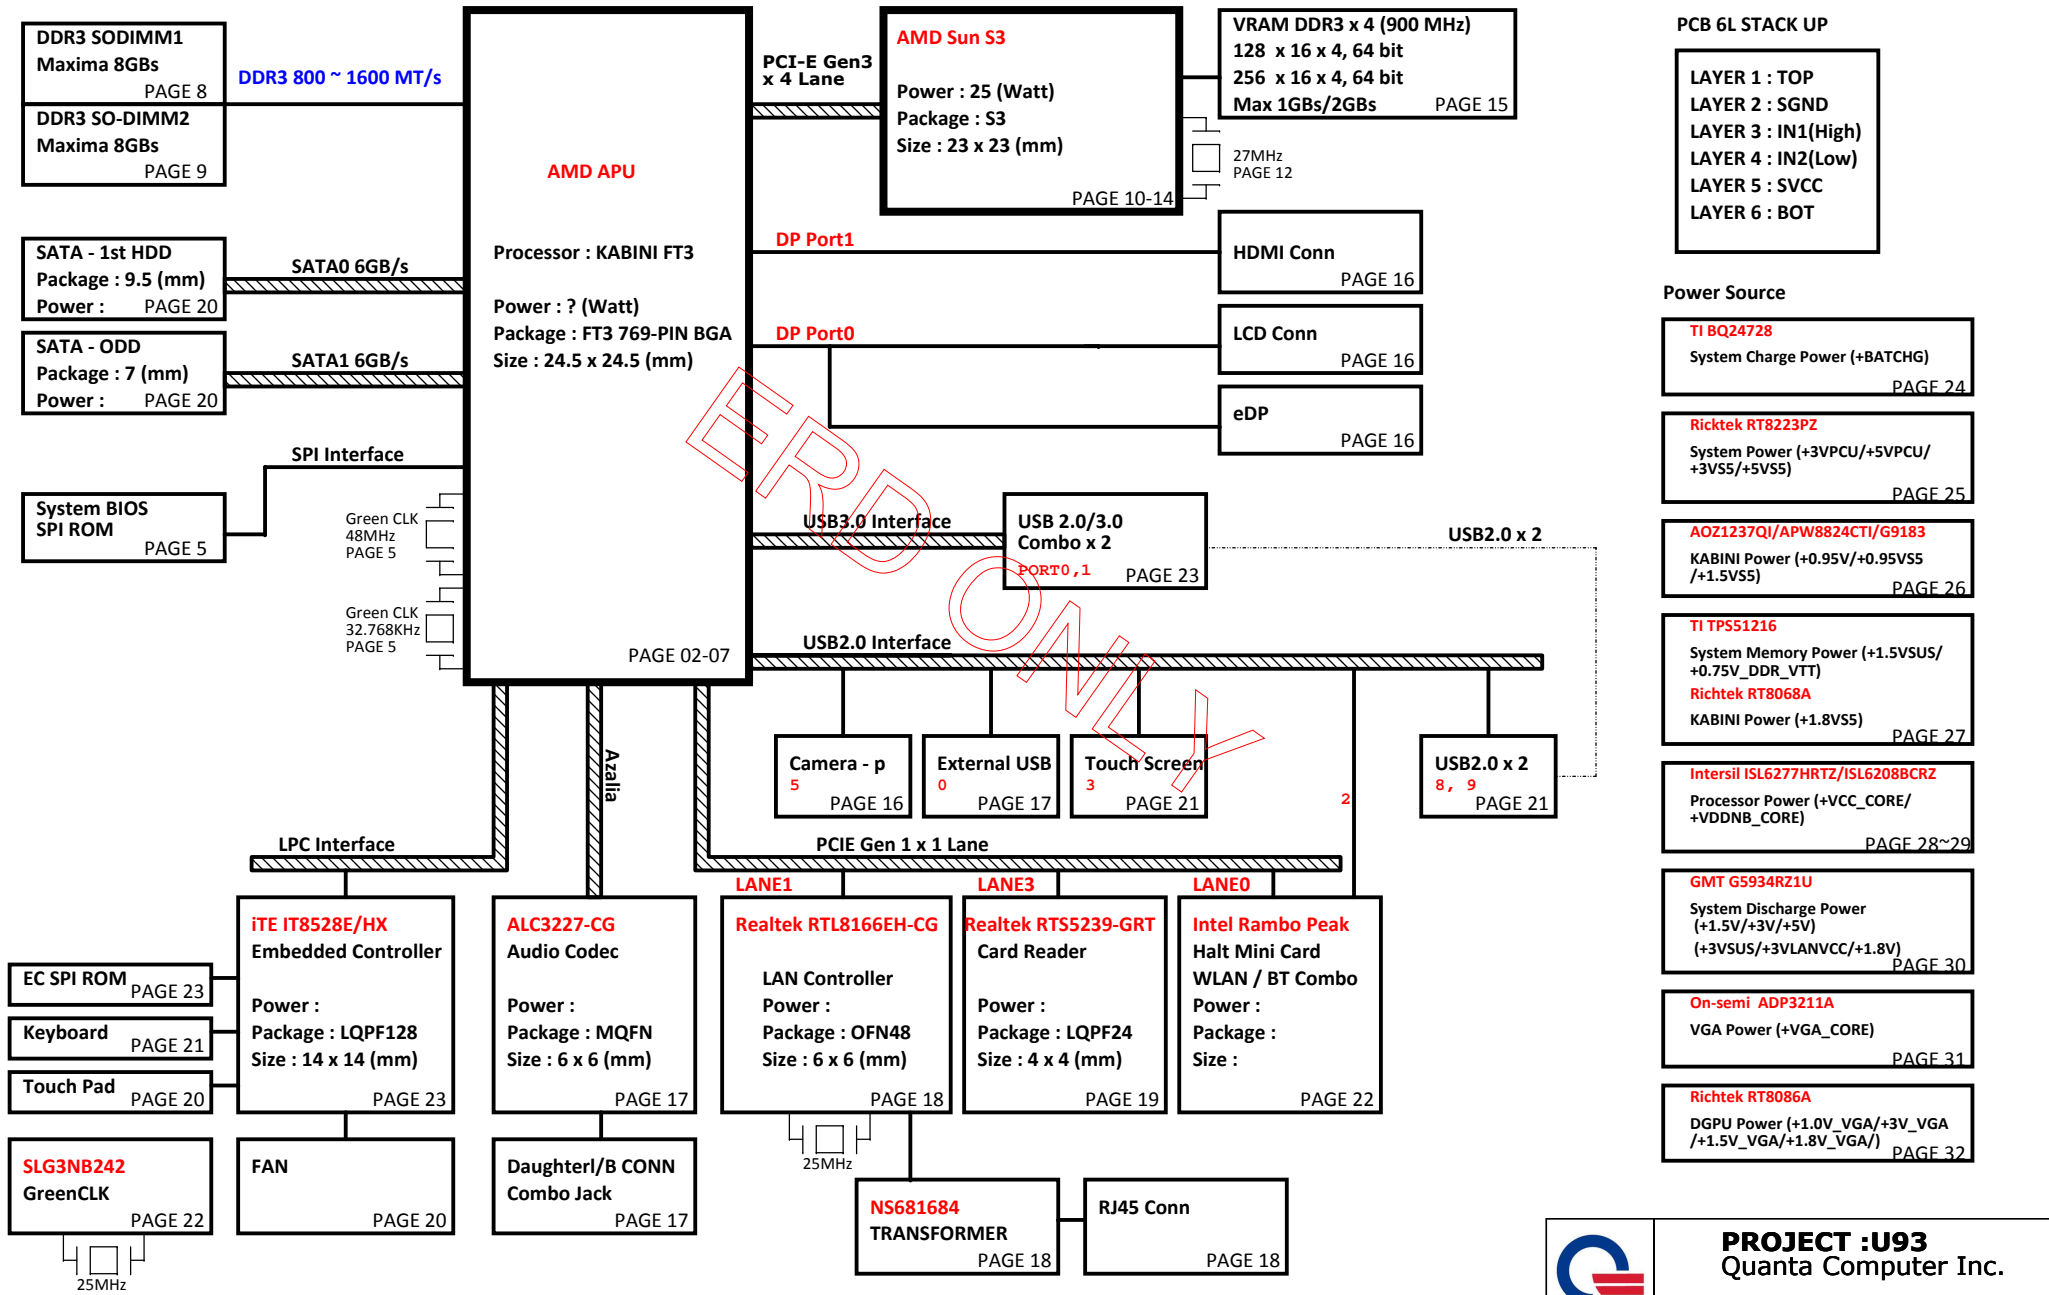 DDR3 SODIMM1
Maxima 8GBs
PAGE 8
DDR3 SO-DIMM2
Maxima 8GBs
PAGE 9
DDR3 800 ~ 1600 MT/s
SATA - 1st HDD
Package : 9.5 (mm)
Power : PAGE 20
SATA0 6GB/s
SATA - ODD
Package : 7 (mm)
Power : PAGE 20
SATA1 6GB/s
SPI Interface
System BIOS
SPI ROM
PAGE 5
Green CLK
48MHz
PAGE 5
Green CLK
32.768KHz
PAGE 5
AMD APU
Processor : KABINI FT3
Power : ? (Watt)
Package : FT3 769-PIN BGA
Size : 24.5 x 24.5 (mm)
PAGE 02-07
PCI-E Gen3
x 4 Lane
AMD Sun S3
Power : 25 (Watt)
Package : S3
Size : 23 x 23 (mm)
PAGE 10-14
VRAM DDR3 x 4 (900 MHz)
128 x 16 x 4, 64 bit
256 x 16 x 4, 64 bit
Max 1GBs/2GBs PAGE 15
27MHz
PAGE 12
DP Port1
HDMI Conn
PAGE 16
DP Port0
LCD Conn
PAGE 16
eDP
PAGE 16
ERD ONLY
USB3.0 Interface
USB 2.0/3.0
Combo x 2
PORT0,1 PAGE 23
USB2.0 x 2
USB2.0 Interface
Camera - p
5
PAGE 16
External USB
0
PAGE 17
Touch Screen
3
PAGE 21
2
USB2.0 x 2
8, 9
PAGE 21
Azalia
LPC Interface
PCIE Gen 1 x 1 Lane
LANE1
LANE3
LANE0
iTE IT8528E/HX
Embedded Controller
Power :
Package : LQPF128
Size : 14 x 14 (mm)
PAGE 23
ALC3227-CG
Audio Codec
Power :
Package : MQFN
Size : 6 x 6 (mm)
PAGE 17
Realtek RTL8166EH-CG
LAN Controller
Power :
Package : OFN48
Size : 6 x 6 (mm)
PAGE 18
Realtek RTS5239-GRT
Card Reader
Power :
Package : LQPF24
Size : 4 x 4 (mm)
PAGE 19
Intel Rambo Peak
Halt Mini Card
WLAN / BT Combo
Power :
Package :
Size :
PAGE 22
EC SPI ROM PAGE 23
Keyboard PAGE 21
Touch Pad PAGE 20
SLG3NB242
GreenCLK
PAGE 22
25MHz
FAN
PAGE 20
Daughterl/B CONN
Combo Jack
PAGE 17
25MHz
NS681684
TRANSFORMER
PAGE 18
RJ45 Conn
PAGE 18
PCB 6L STACK UP
LAYER 1 : TOP
LAYER 2 : SGND
LAYER 3 : IN1(High)
LAYER 4 : IN2(Low)
LAYER 5 : SVCC
LAYER 6 : BOT
Power Source
TI BQ24728
System Charge Power (+BATCHG)
PAGE 24
Ricktek RT8223PZ
System Power (+3VPCU/+5VPCU/
+3VS5/+5VS5)
PAGE 25
AOZ1237QI/APW8824CTI/G9183
KABINI Power (+0.95V/+0.95VS5
/+1.5VS5)
PAGE 26
TI TPS51216
System Memory Power (+1.5VSUS/
+0.75V_DDR_VTT)
Richtek RT8068A
KABINI Power (+1.8VS5)
PAGE 27
Intersil ISL6277HRTZ/ISL6208BCRZ
Processor Power (+VCC_CORE/
+VDDNB_CORE)
PAGE 28~29
GMT G5934RZ1U
System Discharge Power
(+1.5V/+3V/+5V)
(+3VSUS/+3VLANVCC/+1.8V)
PAGE 30
On-semi ADP3211A
VGA Power (+VGA_CORE)
PAGE 31
Richtek RT8086A
DGPU Power (+1.0V_VGA/+3V_VGA
/+1.5V_VGA/+1.8V_VGA/)
PAGE 32
PROJECT :U93
Quanta Computer Inc.